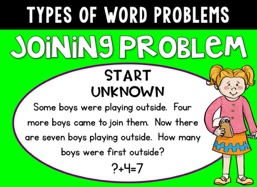 TYPES OF WORD PROBLEMS
JOINING PROBLEM
START
UNKNOWN
Some boys were playing outside. Four
more boys came to join them. Now there
are seven boys playing outside. How many
boys were first outside?
?+4=7